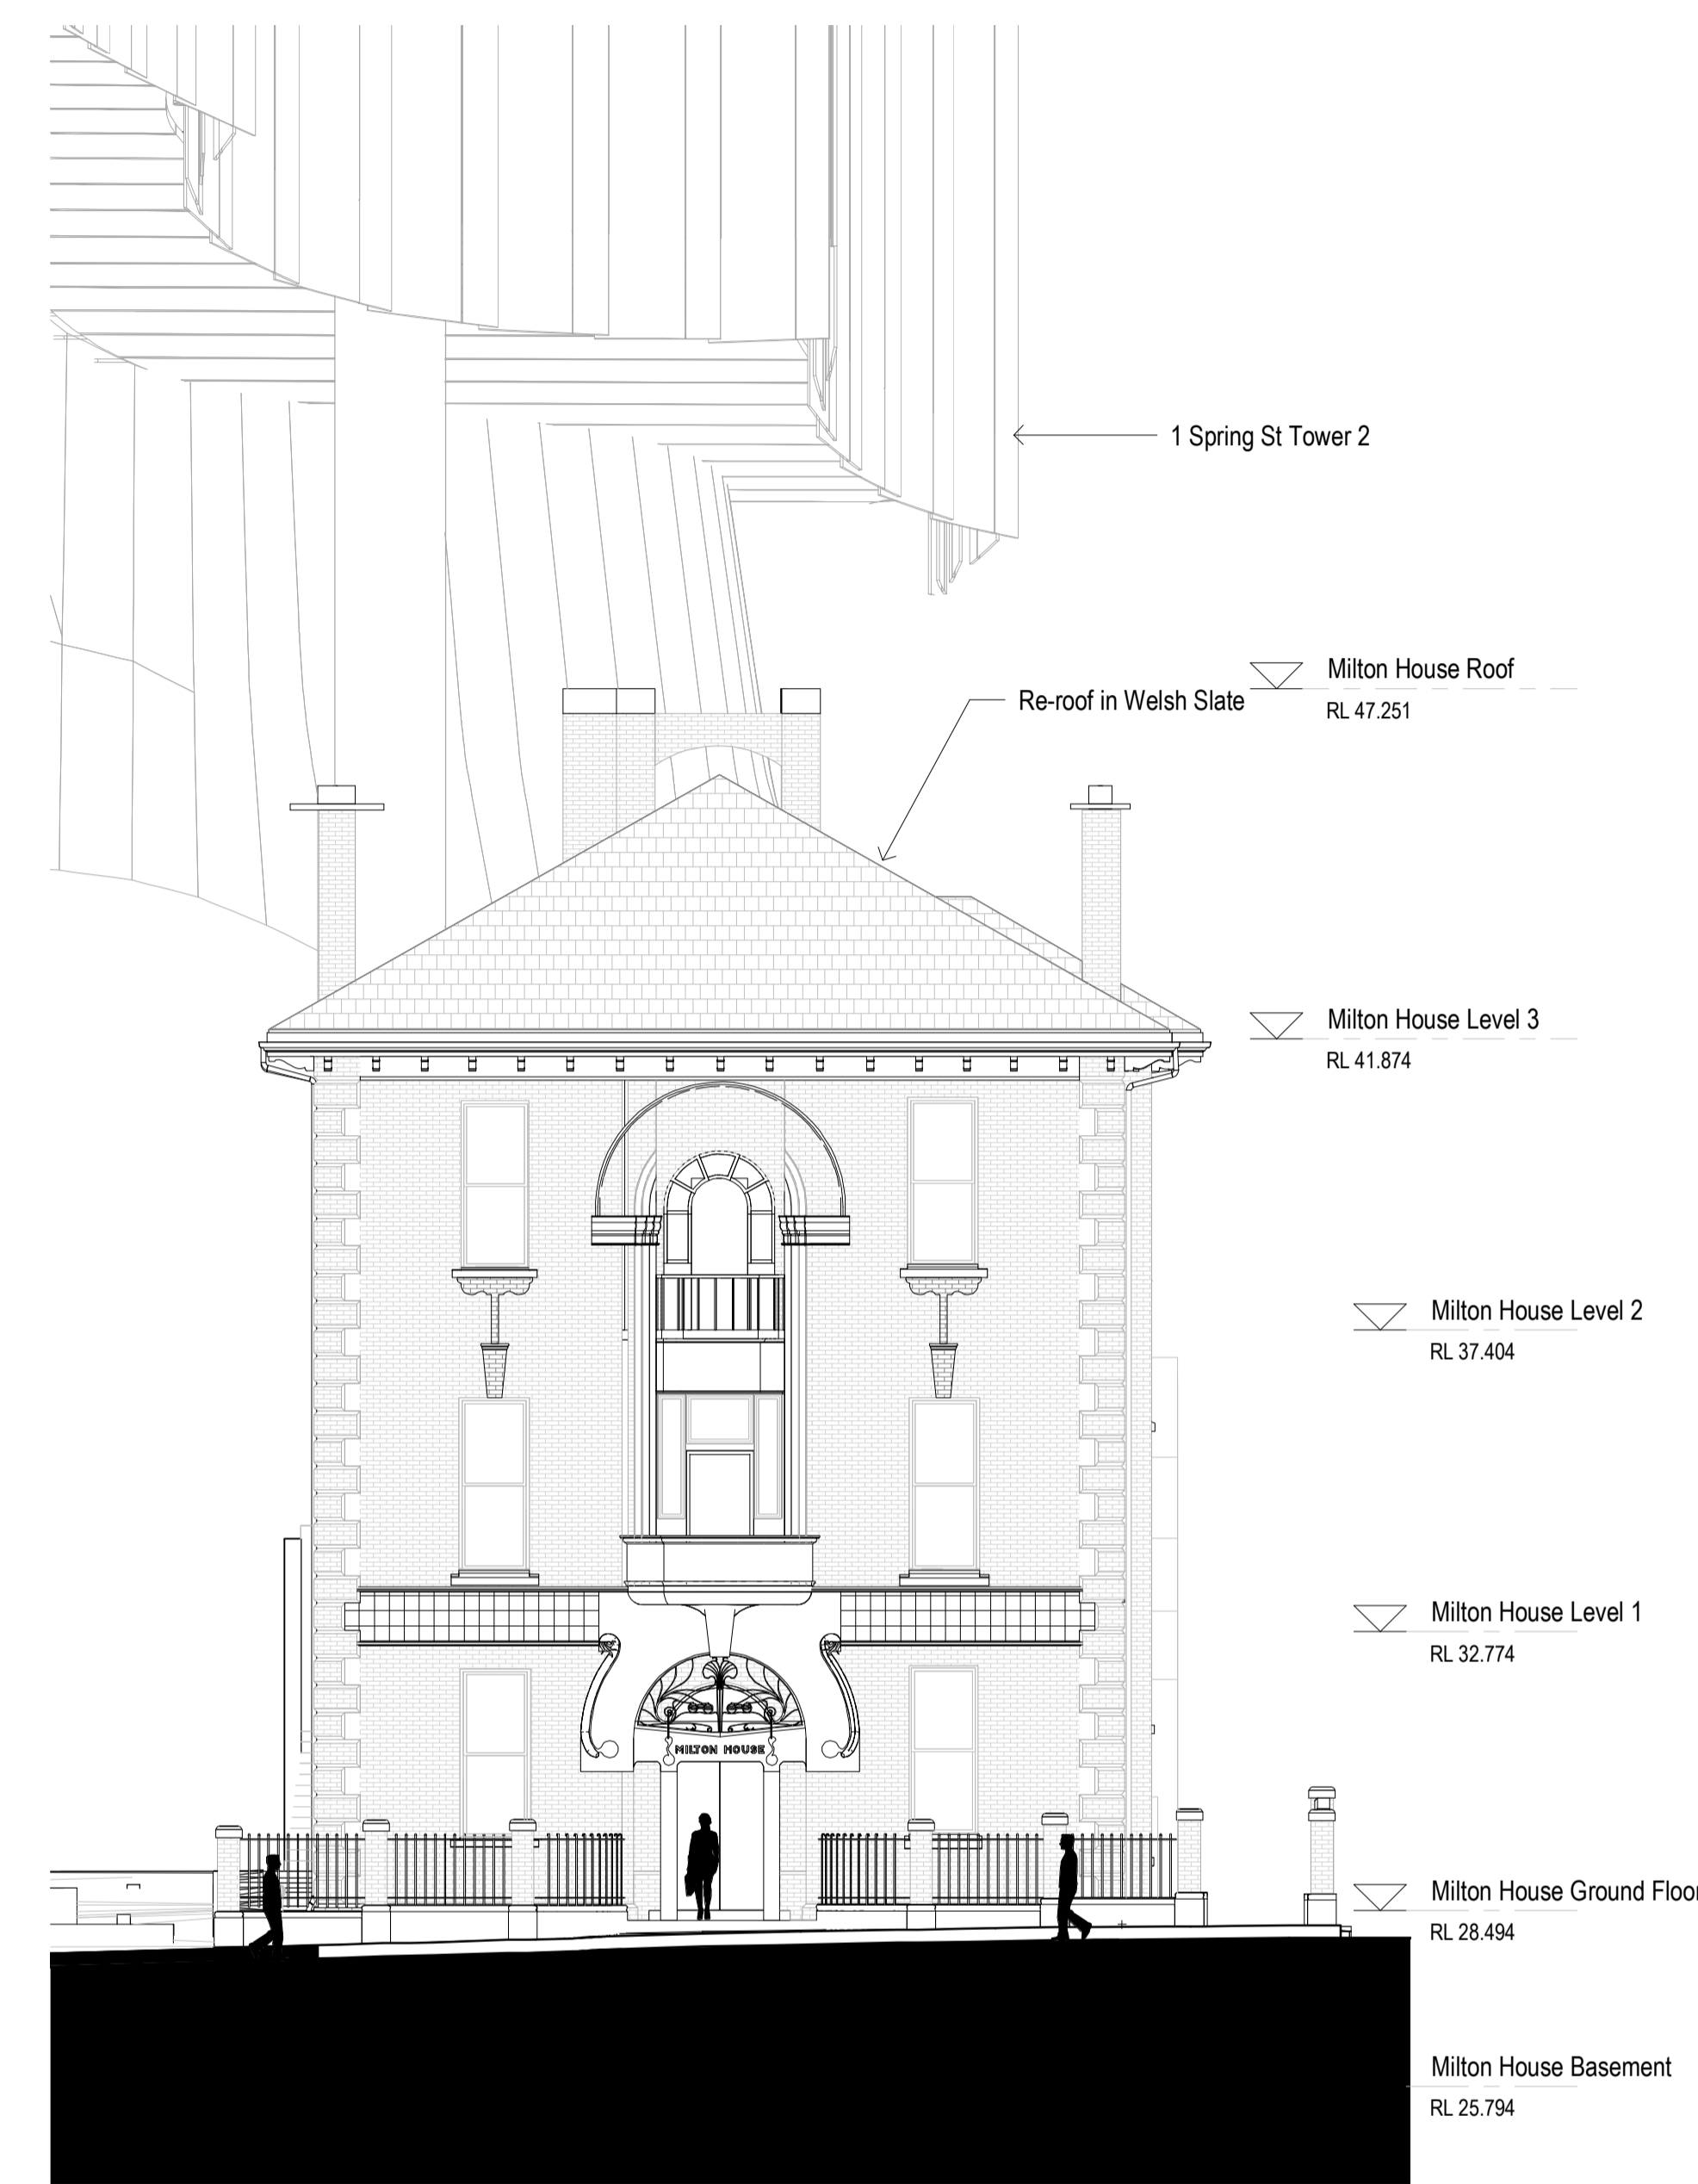 1 Spring St Tower 2
Milton House Roof
Re-roof in Welsh Slate
RL 47.251
Milton House Level 3
RL 41.874
Milton House Level 2
RL 37.404
Milton House Level 1
RL 32.774
MILTON HOUSE
Milton House Ground Floor
RL 28.494
Milton House Basement
RL 25.794